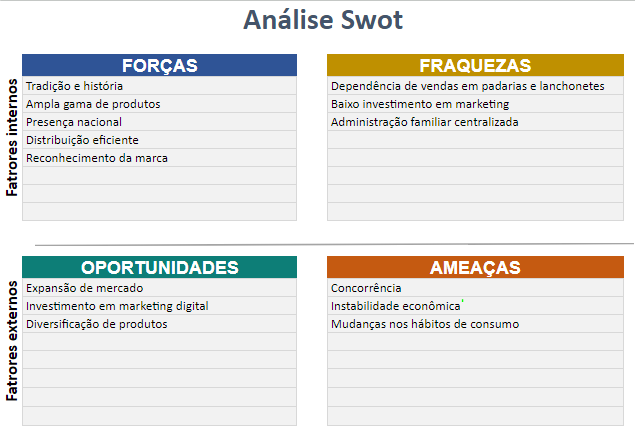 Análise Swot
FORÇAS
Tradição e história
Ampla gama de produtos
Presença nacional
Distribuição eficiente
Reconhecimento da marca
FRAQUEZAS
Dependência de vendas em padarias e lanchonetes
Baixo investimento em marketing
Administração familiar centralizada
Fatrores internos
OPORTUNIDADES
Expansão de mercado
Investimento em marketing digital
Diversificação de produtos
AMEAÇAS
Concorrência
Instabilidade econômica
Mudanças nos hábitos de consumo
Fatrores externos